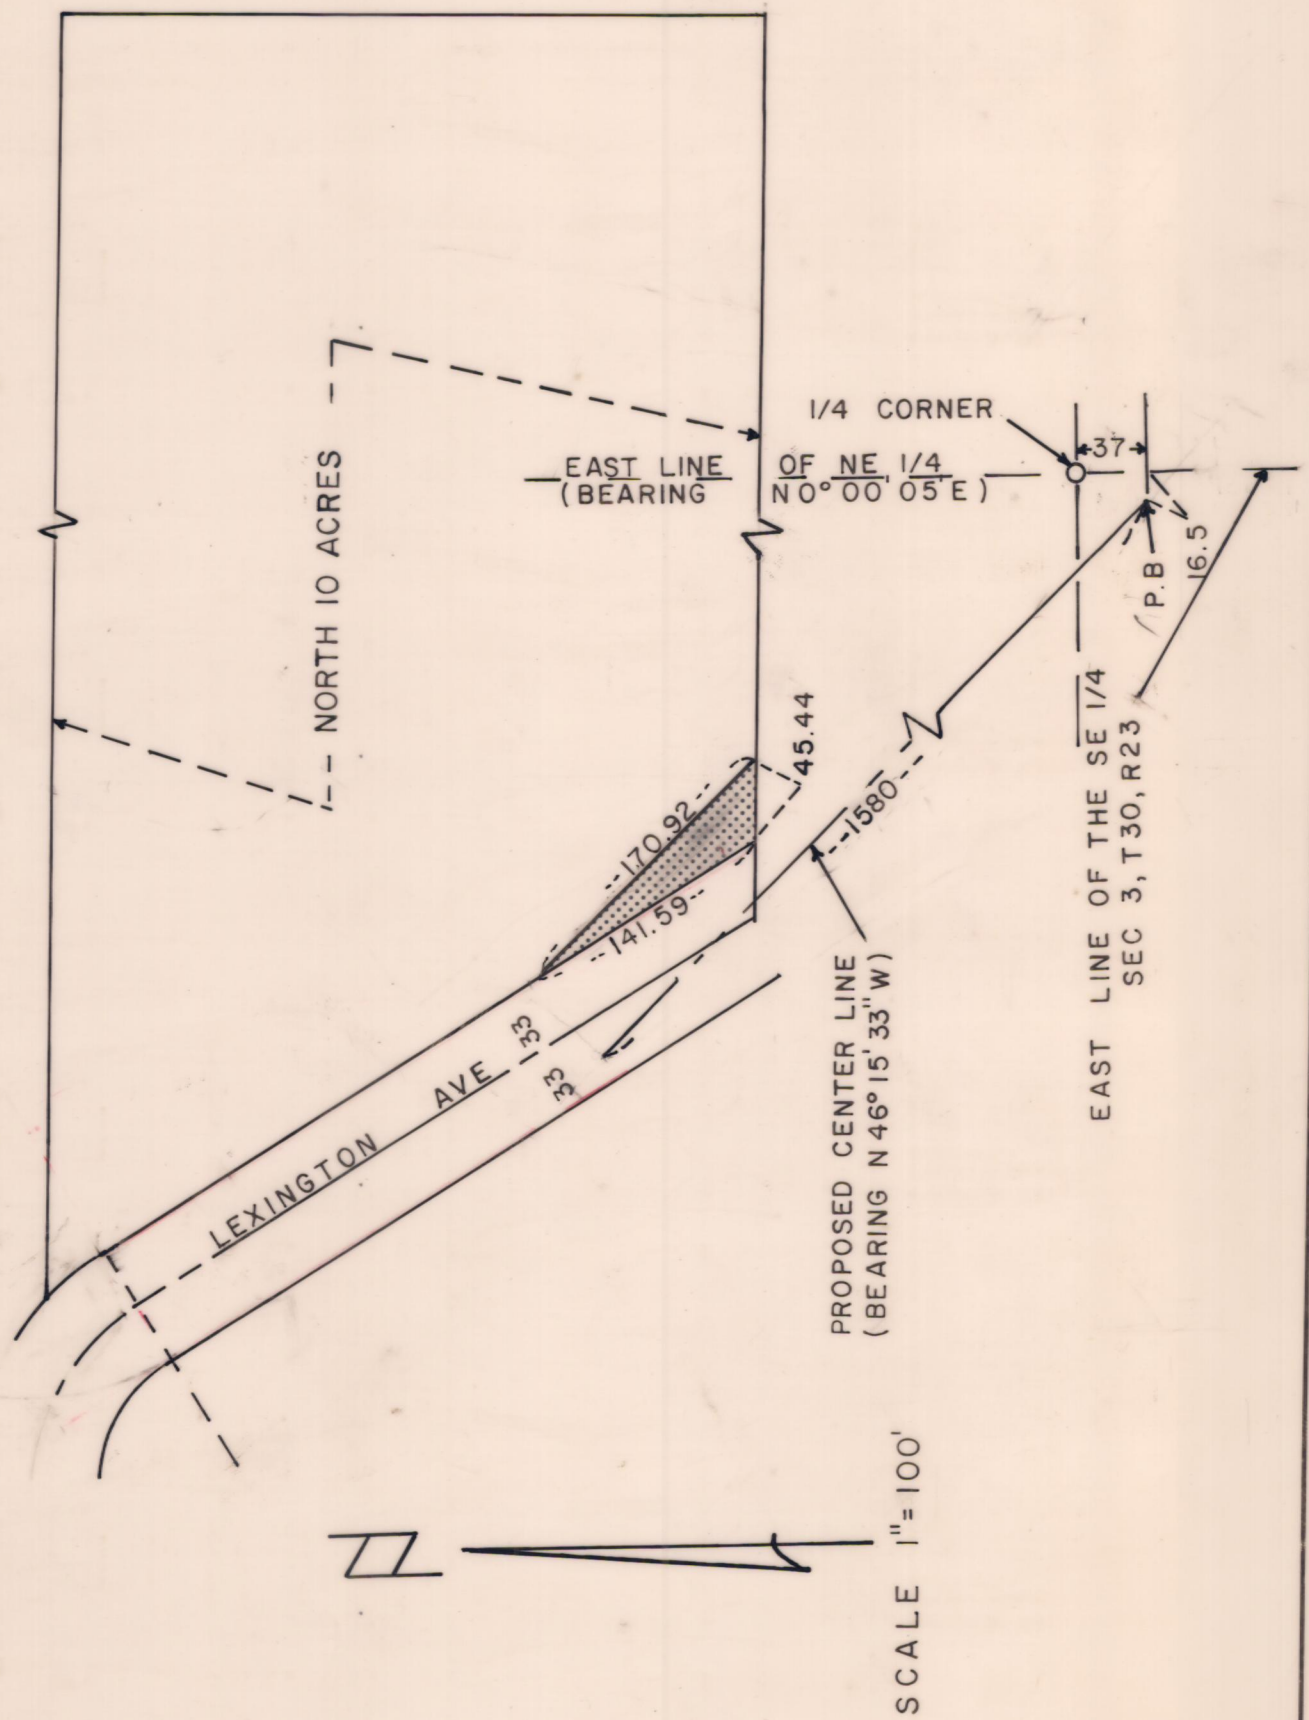 1/4 CORNER
37
EAST LINE OF NE 1/4
(BEARING N 0° 00' 05" E)
NORTH 10 ACRES
P.B
16.5
45.44
170.92
141.59
1580
EAST LINE OF THE SE 1/4
SEC 3, T30, R23
PROPOSED CENTER LINE
(BEARING N 46° 15' 33" W)
33
33
LEXINGTON AVE
SCALE 1" = 100'
N